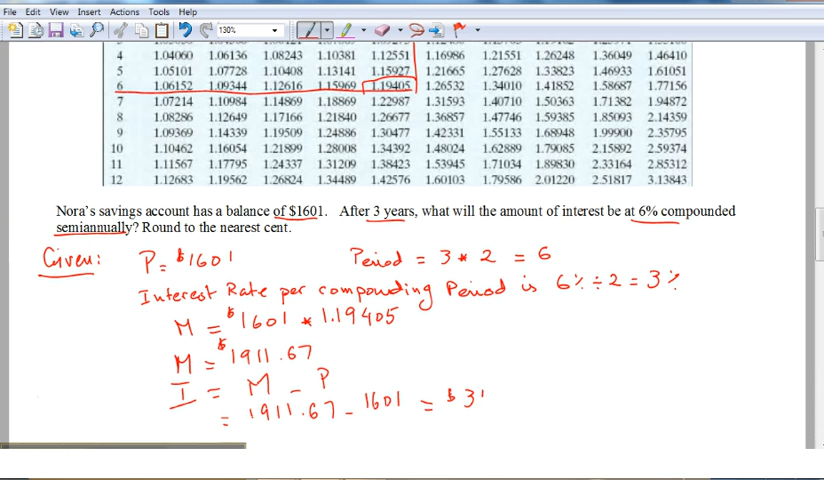 File Edit View Insert Actions Tools Help
130%
4 1.04060 1.06136 1.08243 1.10381 1.12551 1.16986 1.21551 1.26248 1.36049 1.46410
5 1.05101 1.07728 1.10408 1.13141 1.15927 1.21665 1.27628 1.33823 1.46933 1.61051
6 1.06152 1.09344 1.12616 1.15969 1.19405 1.26532 1.34010 1.41852 1.58687 1.77156
7 1.07214 1.10984 1.14869 1.18869 1.22987 1.31593 1.40710 1.50363 1.71382 1.94872
8 1.08286 1.12649 1.17166 1.21840 1.26677 1.36857 1.47746 1.59385 1.85093 2.14359
9 1.09369 1.14339 1.19509 1.24886 1.30477 1.42331 1.55133 1.68948 1.99900 2.35795
10 1.10462 1.16054 1.21899 1.28008 1.34392 1.48024 1.62889 1.79085 2.15892 2.59374
11 1.11567 1.17795 1.24337 1.31209 1.38423 1.53945 1.71034 1.89830 2.33164 2.85312
12 1.12683 1.19562 1.26824 1.34489 1.42576 1.60103 1.79586 2.01220 2.51817 3.13843
Nora's savings account has a balance of $1601. After 3 years, what will the amount of interest be at 6% compounded
semiannually? Round to the nearest cent.
Given: P = $1601 Period = 3 * 2 = 6
Interest Rate per compounding Period is 6% ÷ 2 = 3%
M = $1601 * 1.19405
M = $1911.67
I = M - P
= 1911.67 - 1601 = $31